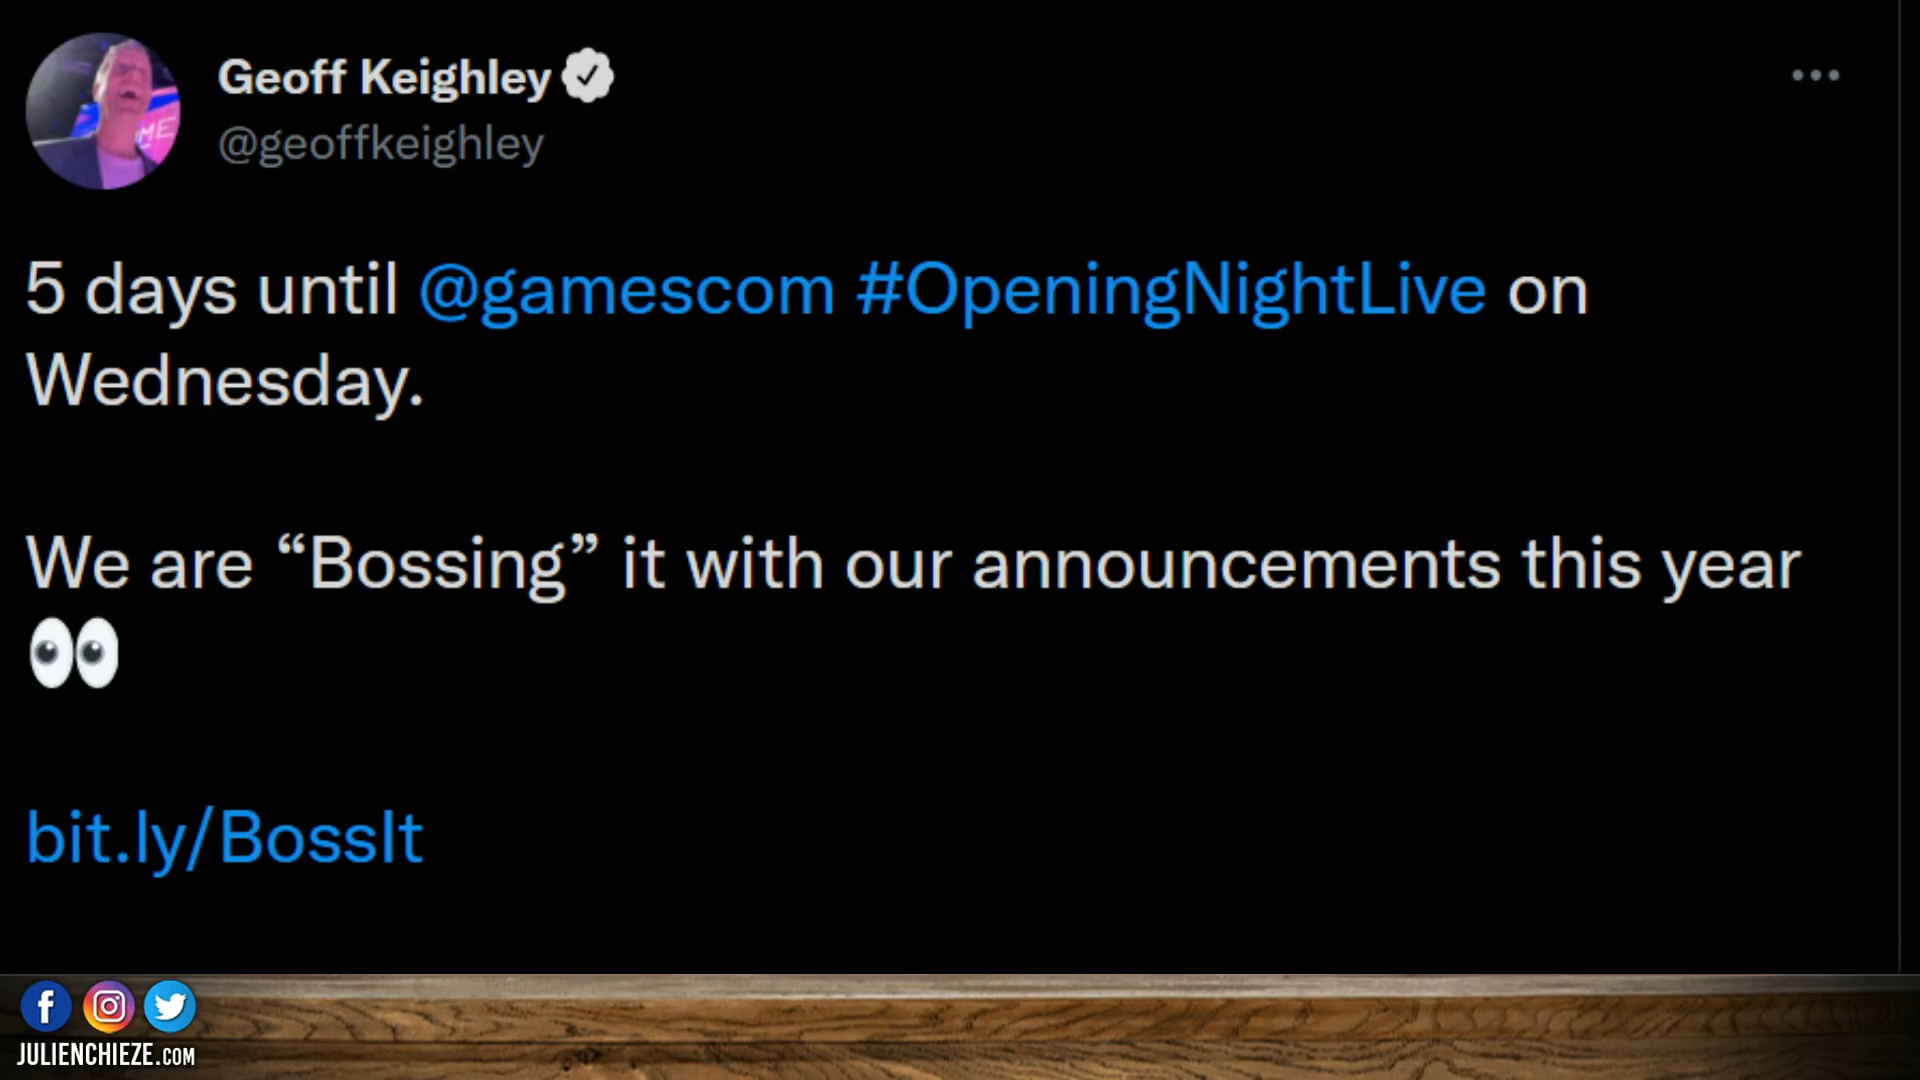 Geoff Keighley
@geoffkeighley
ME
5 days until @gamescom #OpeningNightLive on
Wednesday.
We are “Bossing” it with our announcements this year
👀
bit.ly/BossIt
JULIENCHIEZE.COM